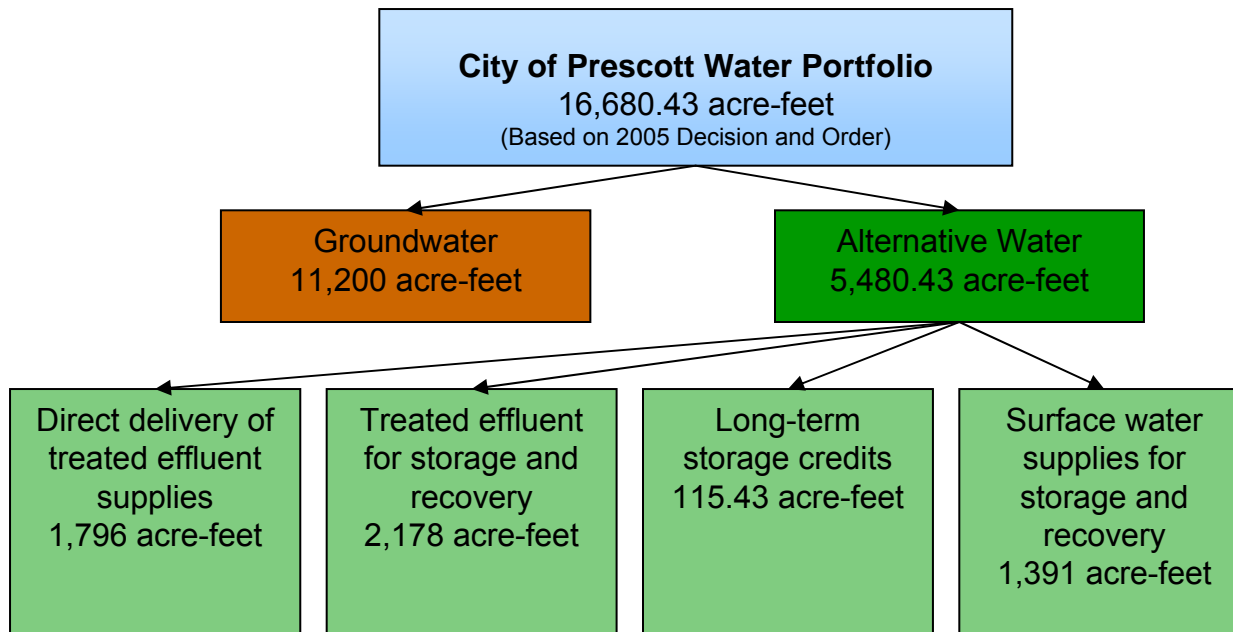 City of Prescott Water Portfolio
16,680.43 acre-feet
(Based on 2005 Decision and Order)
Groundwater
11,200 acre-feet
Alternative Water
5,480.43 acre-feet
Direct delivery of
treated effluent
supplies
1,796 acre-feet
Treated effluent
for storage and
recovery
2,178 acre-feet
Long-term
storage credits
115.43 acre-feet
Surface water
supplies for
storage and
recovery
1,391 acre-feet